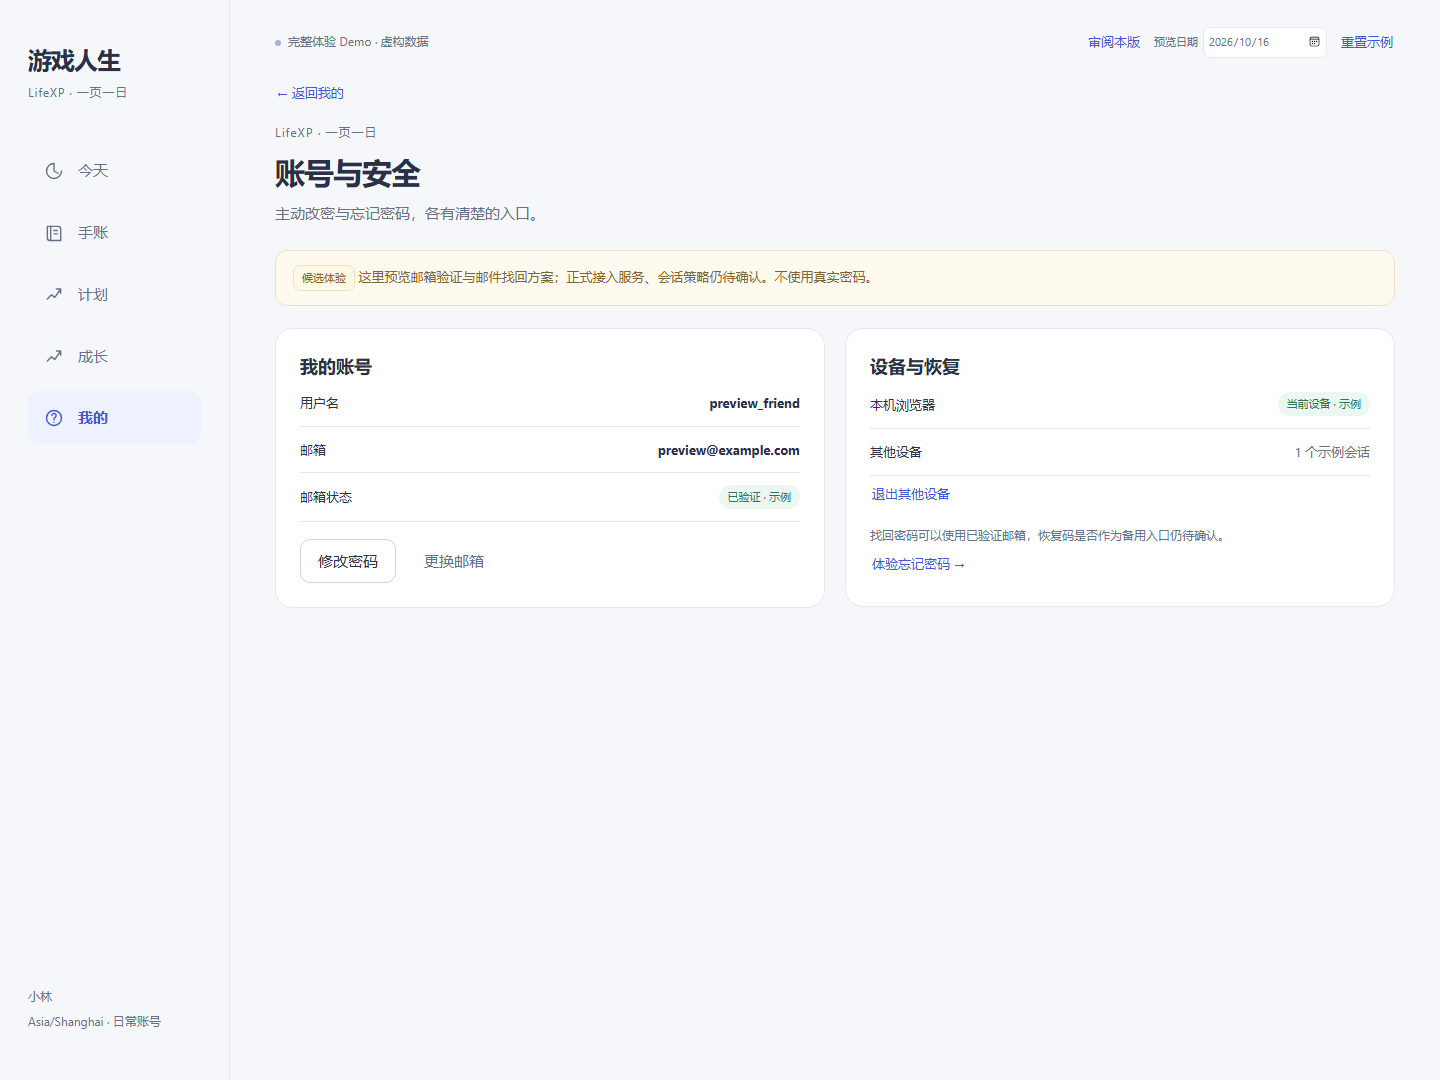 游戏人生
LifeXP · 一页一日
今天
手账
计划
成长
我的
小林
Asia/Shanghai · 日常账号
完整体验 Demo · 虚构数据
审阅本版 预览日期 2026/10/16 重置示例
← 返回我的
LifeXP · 一页一日
账号与安全
主动改密与忘记密码，各有清楚的入口。
候选体验 这里预览邮箱验证与邮件找回方案；正式接入服务、会话策略仍待确认。不使用真实密码。
我的账号
用户名 preview_friend
邮箱 preview@example.com
邮箱状态 已验证 · 示例
修改密码 更换邮箱
设备与恢复
本机浏览器 当前设备 · 示例
其他设备 1 个示例会话
退出其他设备
找回密码可以使用已验证邮箱，恢复码是否作为备用入口仍待确认。
体验忘记密码 →